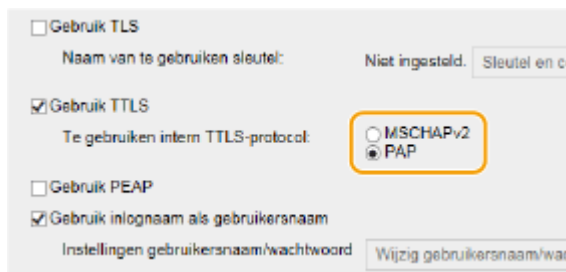 Gebruik TLS
Naam van te gebruiken sleutel: Niet ingesteld. Sleutel en c
Gebruik TTLS
Te gebruiken intern TTLS-protocol: MSCHAPv2
PAP
Gebruik PEAP
Gebruik inlognaam als gebruikersnaam
Instellingen gebruikersnaam/wachtwoord Wijzig gebruikersnaam/wac